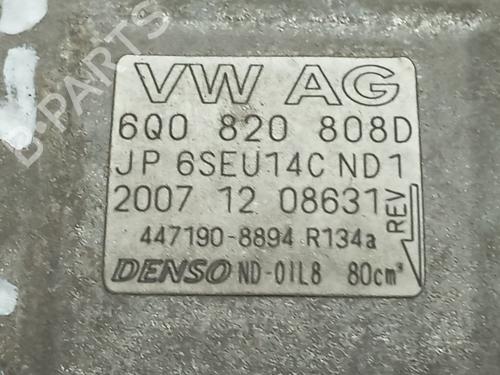 VW AG
6Q0 820 808D
JP 6SEU14C ND1
2007 12 08631
REV
447190-8894 R134a
DENSO ND-OIL8 80cm³
B-PARTS